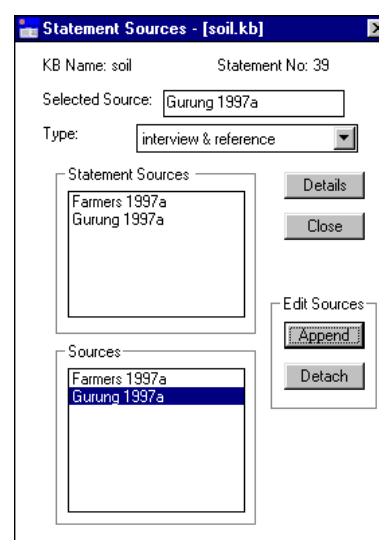 Statement Sources - [soil.kb]
KB Name: soil Statement No: 39
Selected Source: Gurung 1997a
Type: interview & reference
Statement Sources
Farmers 1997a
Gurung 1997a
Details
Close
Edit Sources
Append
Detach
Sources
Farmers 1997a
Gurung 1997a